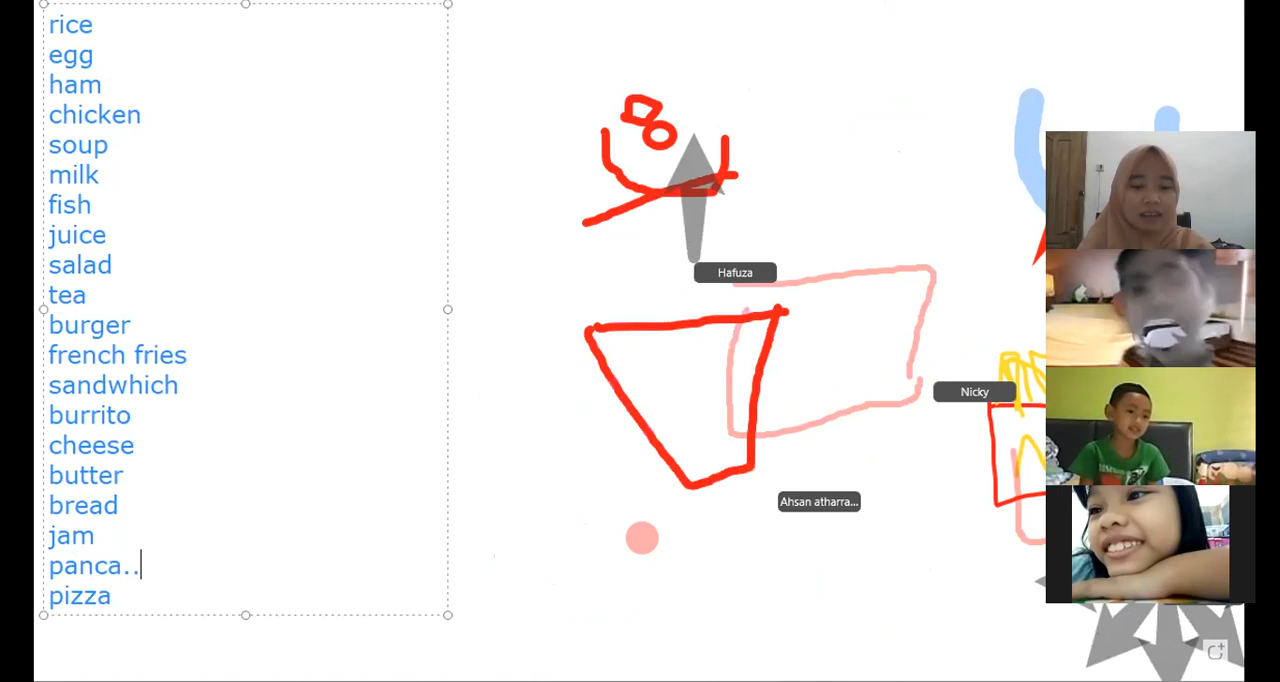 rice
egg
ham
chicken
soup
milk
fish
juice
salad
tea
burger
french fries
sandwhich
burrito
cheese
butter
bread
jam
panca..
pizza
Hafuza
Nicky
Ahsan atharra...